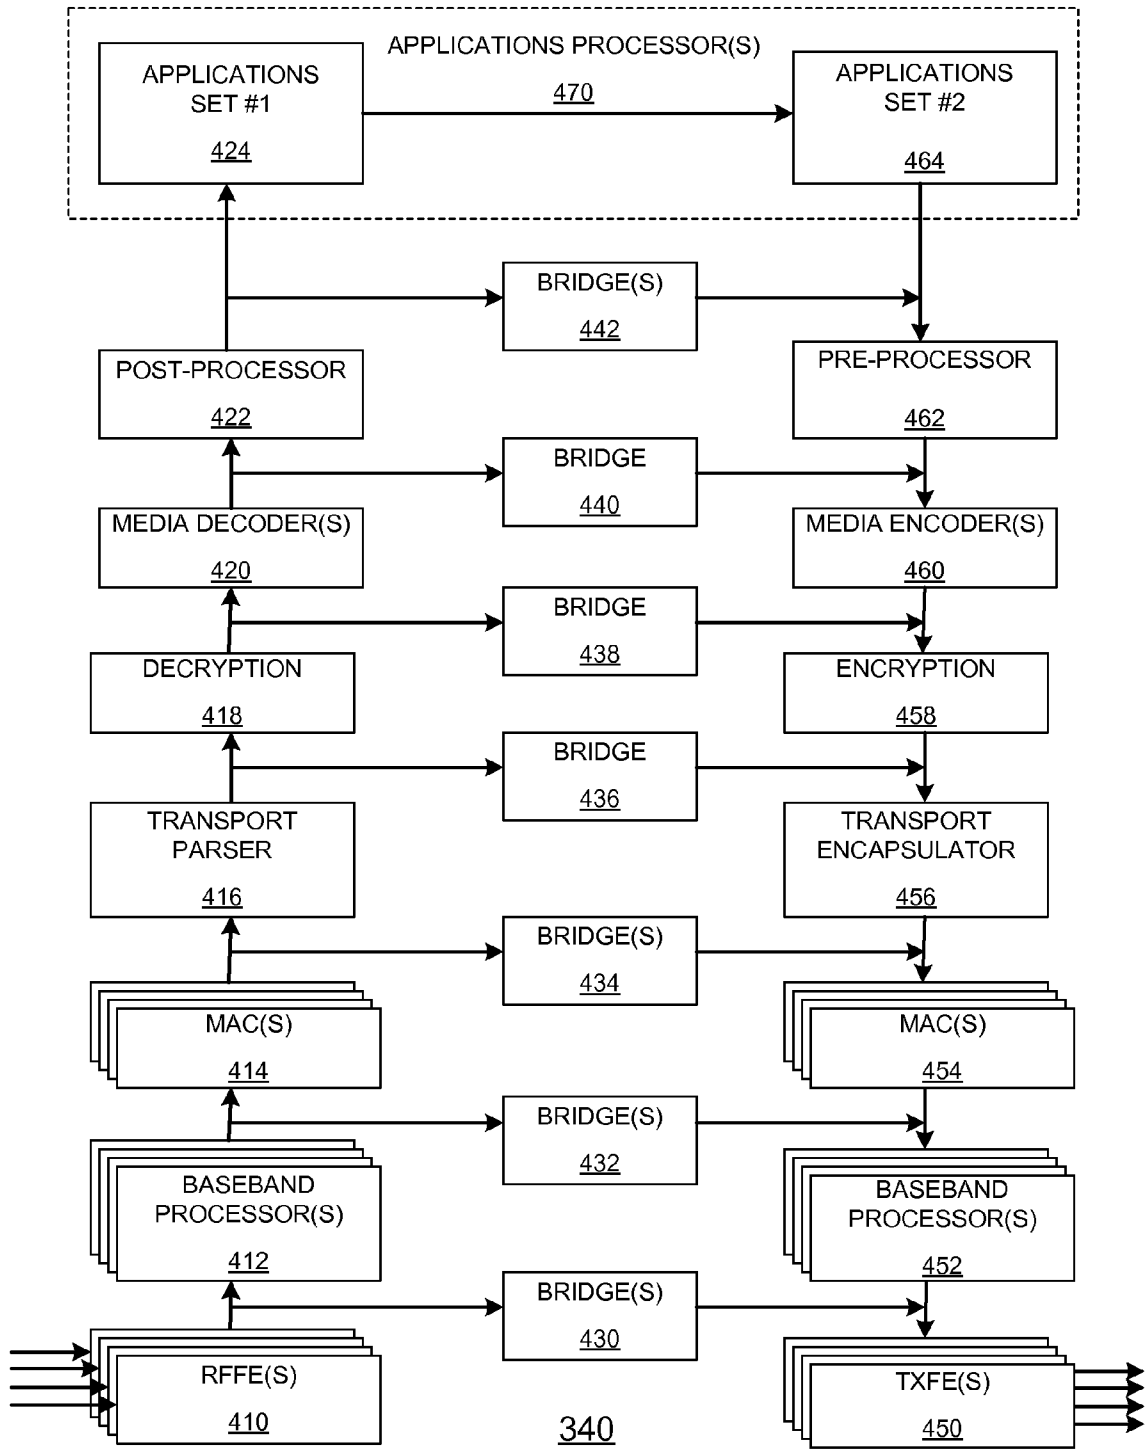 APPLICATIONS PROCESSOR(S)
470
APPLICATIONS
SET #1
424
APPLICATIONS
SET #2
464
BRIDGE(S)
442
POST-PROCESSOR
422
PRE-PROCESSOR
462
BRIDGE
440
MEDIA DECODER(S)
420
MEDIA ENCODER(S)
460
BRIDGE
438
DECRYPTION
418
ENCRYPTION
458
BRIDGE
436
TRANSPORT
PARSER
416
TRANSPORT
ENCAPSULATOR
456
BRIDGE(S)
434
MAC(S)
414
MAC(S)
454
BRIDGE(S)
432
BASEBAND
PROCESSOR(S)
412
BASEBAND
PROCESSOR(S)
452
BRIDGE(S)
430
RFFE(S)
410
TXFE(S)
450
340